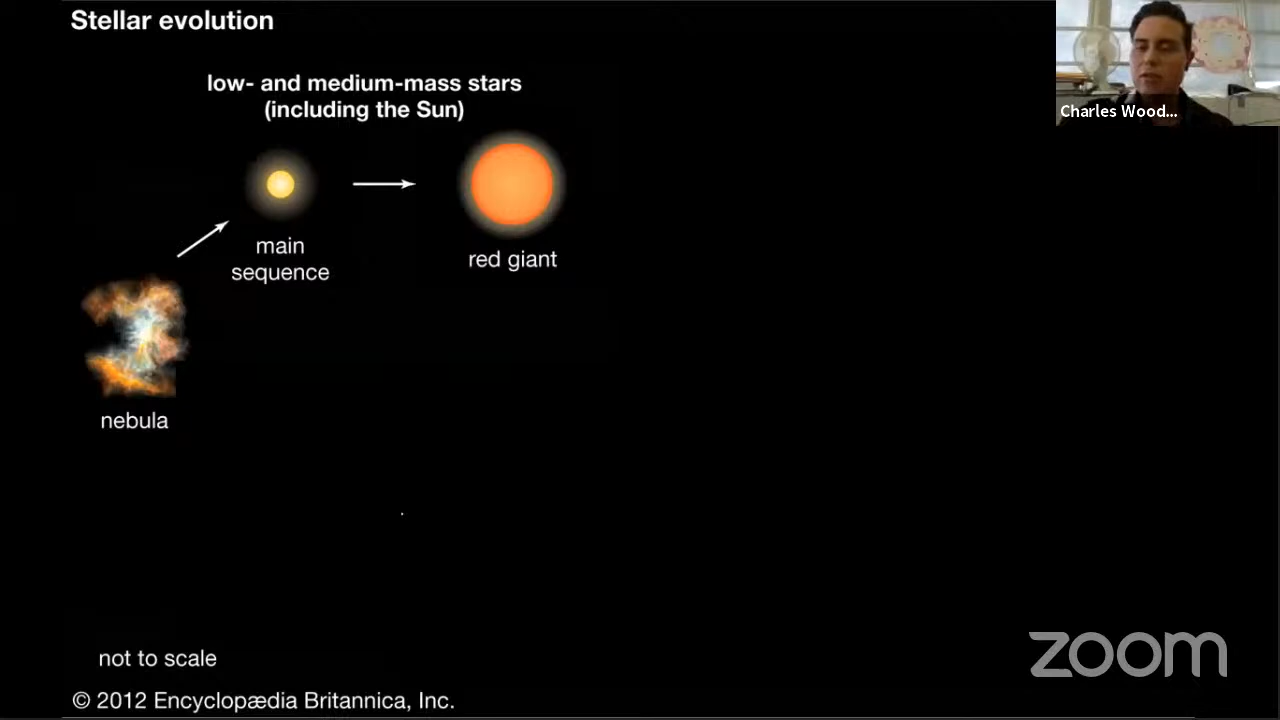 Stellar evolution
low- and medium-mass stars
(including the Sun)
main
sequence
red giant
nebula
not to scale
© 2012 Encyclopædia Britannica, Inc.
Charles Wood...
zoom